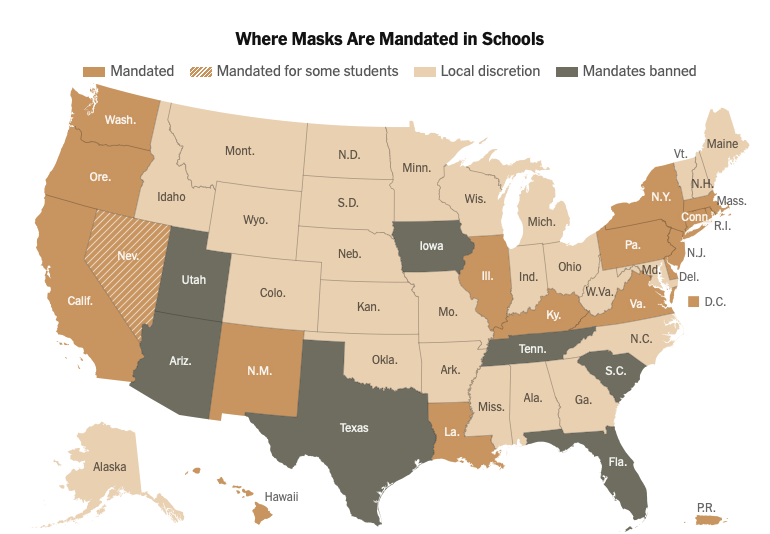 Where Masks Are Mandated in Schools
Mandated
Mandated for some students
Local discretion
Mandates banned
Wash.
Mont.
N.D.
Minn.
Vt.
Maine
Ore.
Idaho
S.D.
Wis.
Mich.
N.Y.
N.H.
Mass.
Wyo.
Conn.
R.I.
Nev.
Neb.
Iowa
Pa.
N.J.
Utah
Colo.
Ill.
Ind.
Ohio
Md.
Del.
Calif.
Kan.
Mo.
W.Va.
Va.
D.C.
Ky.
Ariz.
N.M.
Okla.
Ark.
Tenn.
N.C.
S.C.
Texas
La.
Miss.
Ala.
Ga.
Alaska
Hawaii
Fla.
P.R.